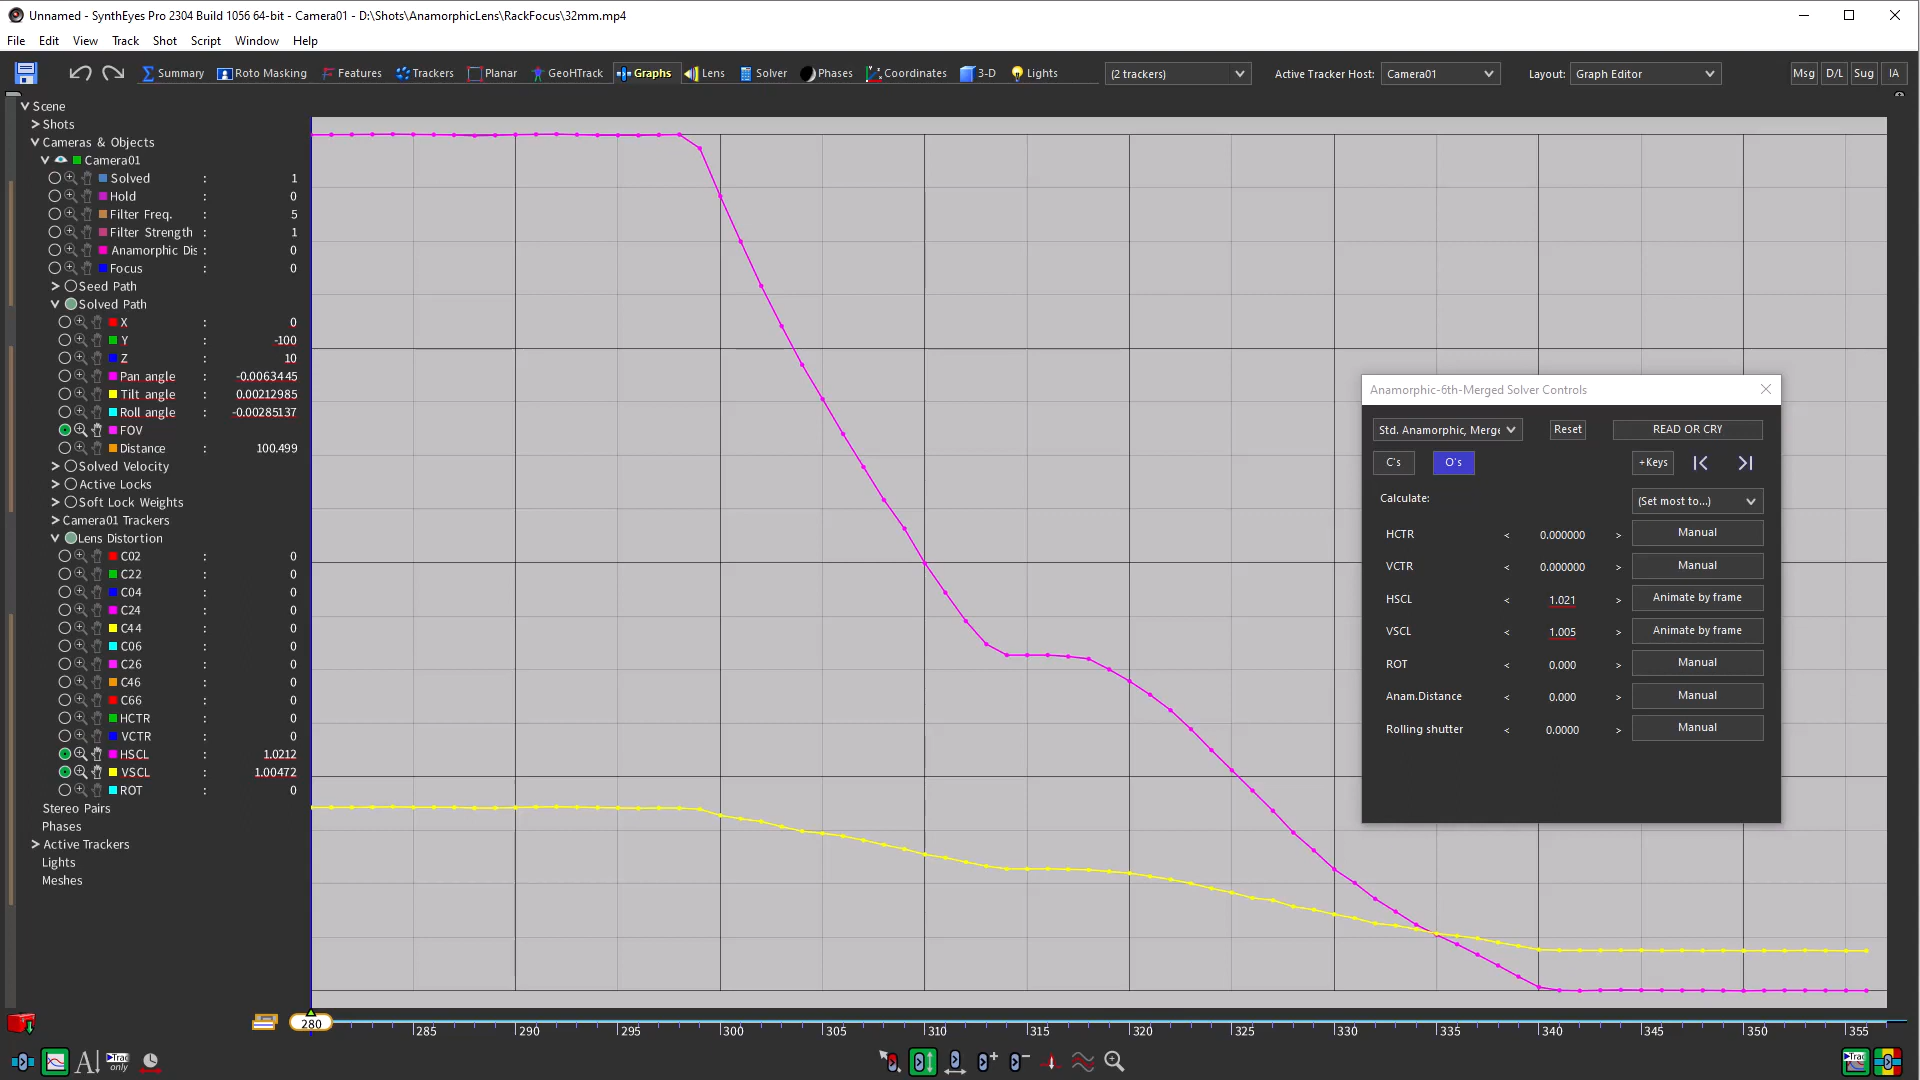 Unnamed - SynthEyes Pro 2304 Build 1056 64-bit - Camera01 - D:\Shots\AnamorphicLens\RackFocus\32mm.mp4
File Edit View Track Shot Script Window Help
Summary Roto Masking Features Trackers Planar GeoHTrack Graphs Lens Solver Phases Coordinates 3-D Lights (2 trackers) Active Tracker Host: Camera01 Layout: Graph Editor Msg D/L Sug IA
Scene
Shots
Cameras & Objects
Camera01
Solved : 1
Hold : 0
Filter Freq. : 5
Filter Strength : 1
Anamorphic Dis : 0
Focus : 0
Seed Path
Solved Path
X : 0
Y : -100
Z : 10
Pan angle : -0.0063445
Tilt angle : 0.00212985
Roll angle : -0.00285137
FOV
Distance : 100.499
Solved Velocity
Active Locks
Soft Lock Weights
Camera01 Trackers
Lens Distortion
C02 : 0
C22 : 0
C04 : 0
C24 : 0
C44 : 0
C06 : 0
C26 : 0
C46 : 0
C66 : 0
HCTR : 0
VCTR : 0
HSCL : 1.0212
VSCL : 1.00472
ROT : 0
Stereo Pairs
Phases
Active Trackers
Lights
Meshes
Anamorphic-6th-Merged Solver Controls
Std. Anamorphic, Merge Reset READ OR CRY
C's O's +Keys
Calculate: (Set most to...)
HCTR < 0.000000 > Manual
VCTR < 0.000000 > Manual
HSCL < 1.021 > Animate by frame
VSCL < 1.005 > Animate by frame
ROT < 0.000 > Manual
Anam.Distance < 0.000 > Manual
Rolling shutter < 0.0000 > Manual
280 285 290 295 300 305 310 315 320 325 330 335 340 345 350 355
A Trac only Trac